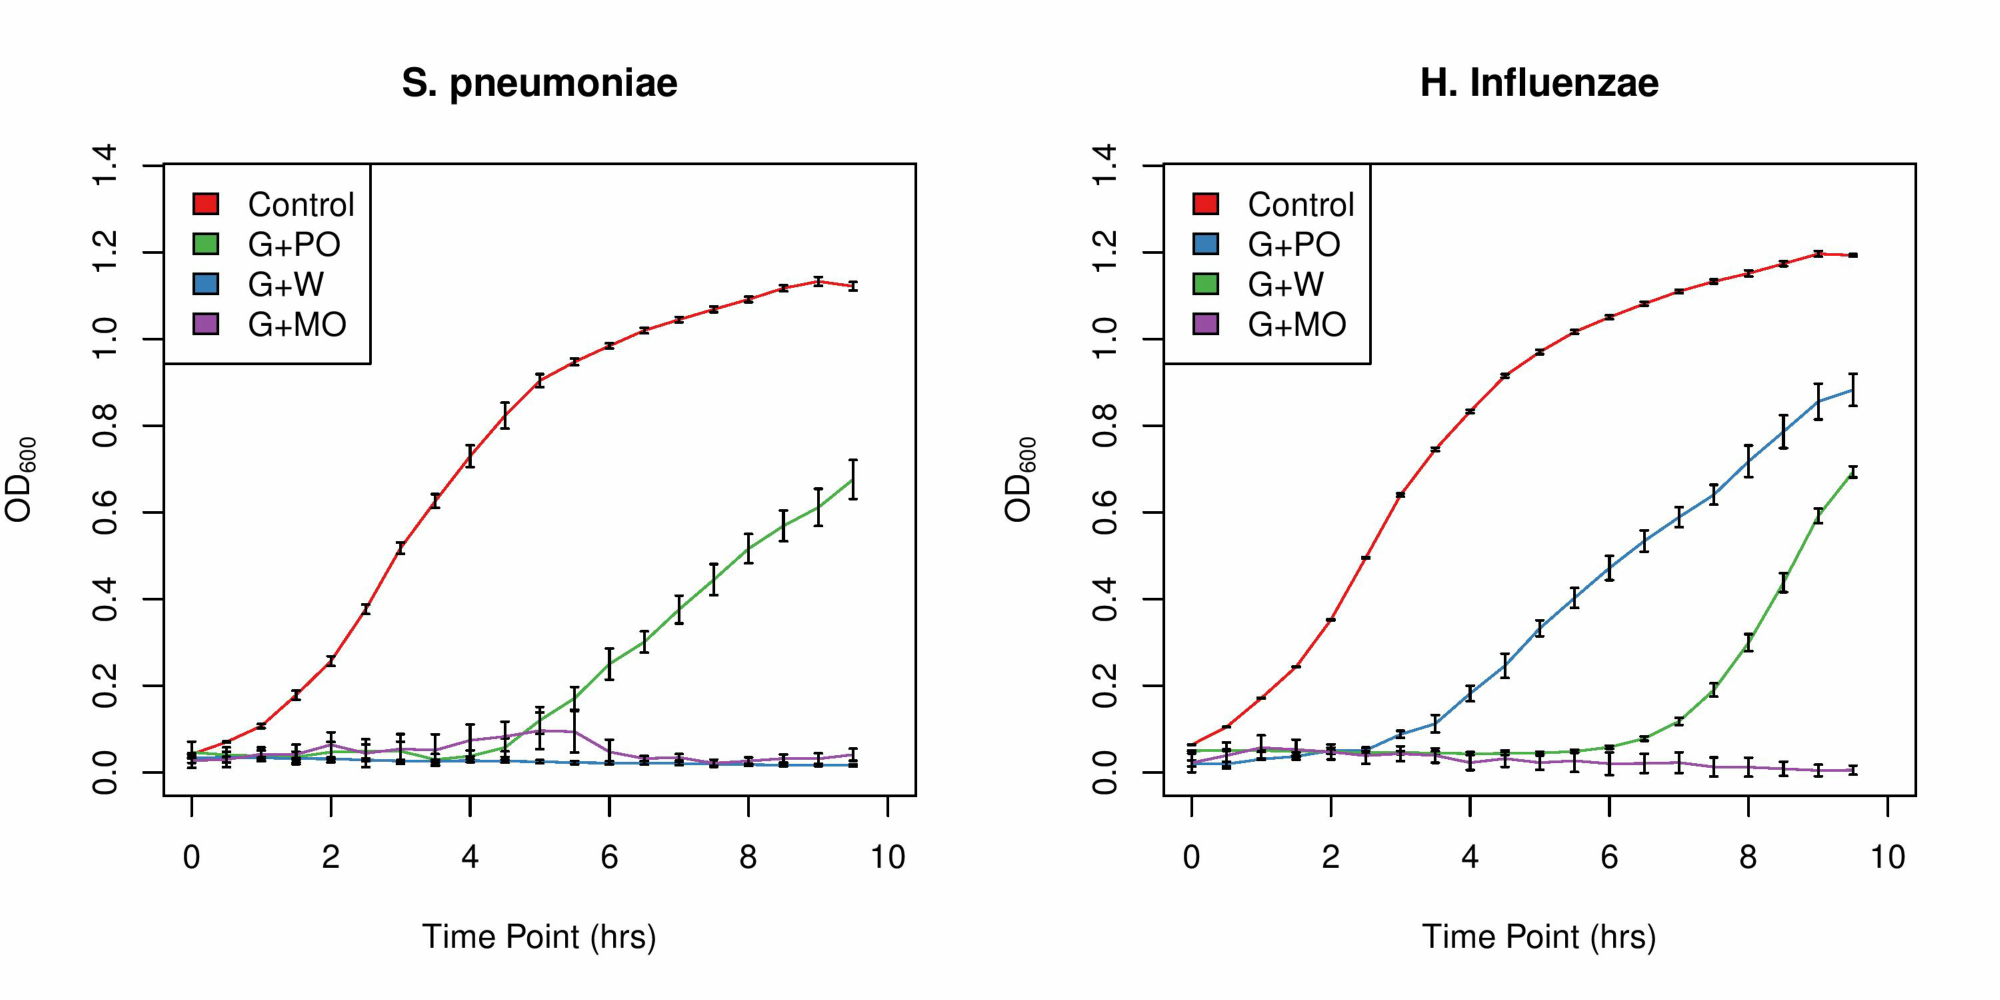 S. pneumoniae
Control
G+PO
G+W
G+MO
OD600
0.0 0.2 0.4 0.6 0.8 1.0 1.2 1.4
0 2 4 6 8 10
Time Point (hrs)
H. Influenzae
Control
G+PO
G+W
G+MO
OD600
0.0 0.2 0.4 0.6 0.8 1.0 1.2 1.4
0 2 4 6 8 10
Time Point (hrs)